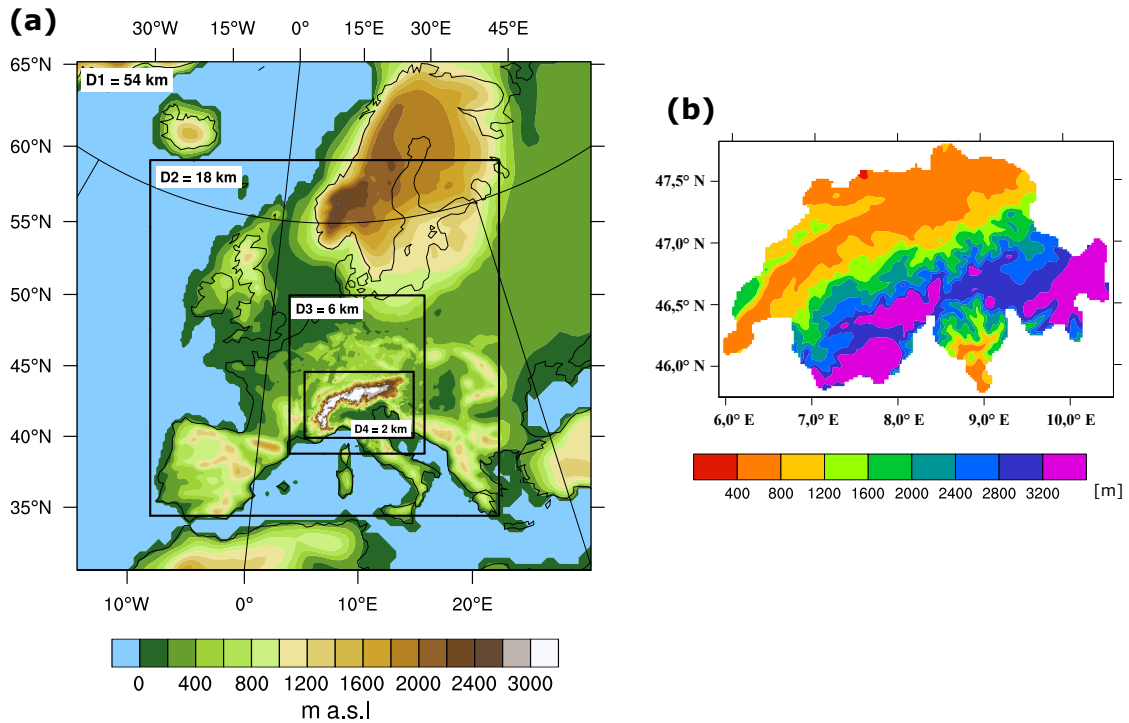 (a)
30°W 15°W 0° 15°E 30°E 45°E
65°N
60°N
55°N
50°N
45°N
40°N
35°N
D1 = 54 km
D2 = 18 km
D3 = 6 km
D4 = 2 km
10°W 0° 10°E 20°E
0 400 800 1200 1600 2000 2400 3000
m a.s.l
(b)
47,5° N
47,0° N
46,5° N
46,0° N
6,0° E 7,0° E 8,0° E 9,0° E 10,0° E
400 800 1200 1600 2000 2400 2800 3200 [m]